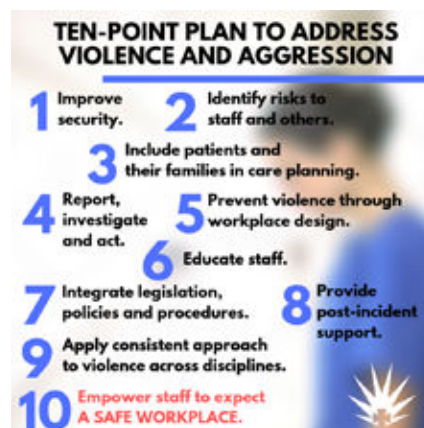 TEN-POINT PLAN TO ADDRESS
VIOLENCE AND AGGRESSION
1 Improve
security.
2 Identify risks to
staff and others.
3 Include patients and
their families in care planning.
4 Report,
investigate
and act.
5 Prevent violence through
workplace design.
6 Educate staff.
7 Integrate legislation,
policies and procedures.
8 Provide
post-incident
support.
9 Apply consistent approach
to violence across disciplines.
10 Empower staff to expect
A SAFE WORKPLACE.